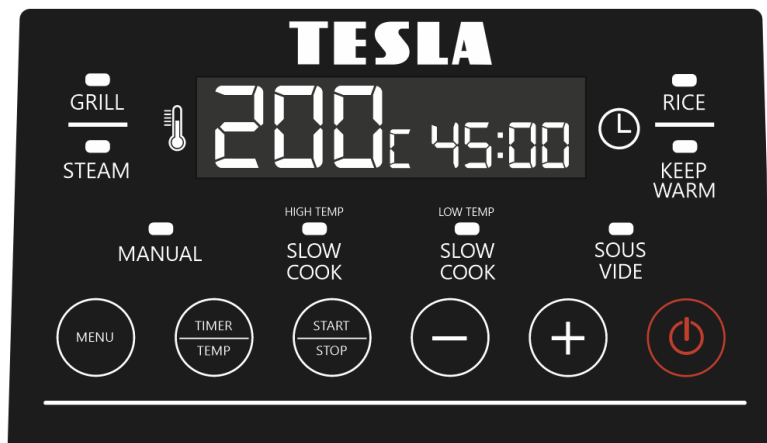 TESLA
GRILL
STEAM
200C 45:00
RICE
KEEP
WARM
MANUAL
HIGH TEMP
SLOW
COOK
LOW TEMP
SLOW
COOK
SOUS
VIDE
MENU
TIMER
TEMP
START
STOP